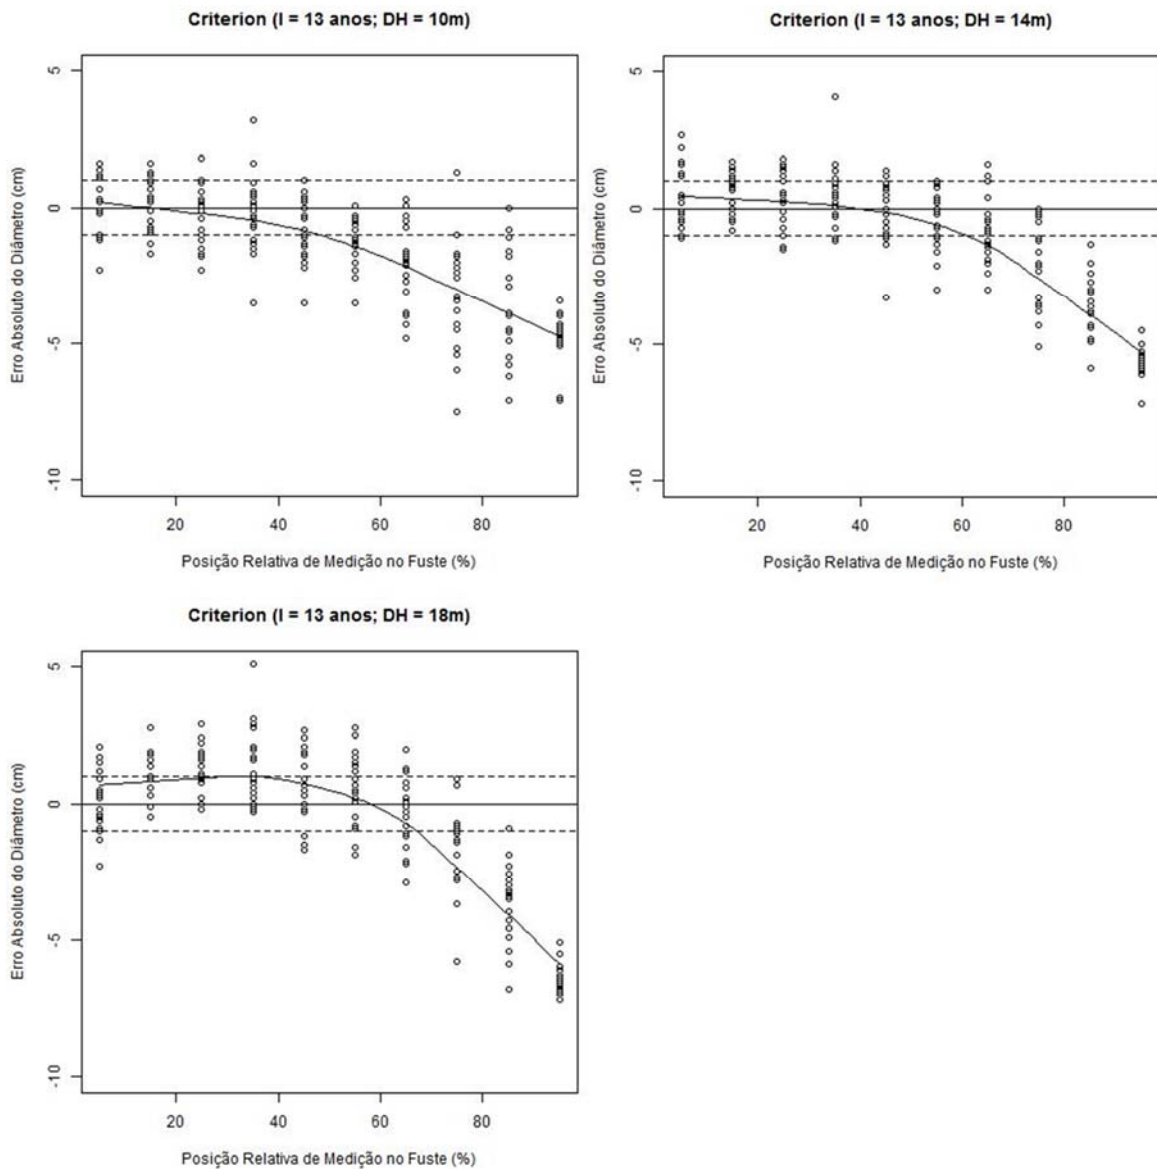 Criterion (I = 13 anos; DH = 10m)
Erro Absoluto do Diâmetro (cm)
5
0
-5
-10
20
40
60
80
Posição Relativa de Medição no Fuste (%)
Criterion (I = 13 anos; DH = 14m)
Erro Absoluto do Diâmetro (cm)
5
0
-5
-10
20
40
60
80
Posição Relativa de Medição no Fuste (%)
Criterion (I = 13 anos; DH = 18m)
Erro Absoluto do Diâmetro (cm)
5
0
-5
-10
20
40
60
80
Posição Relativa de Medição no Fuste (%)